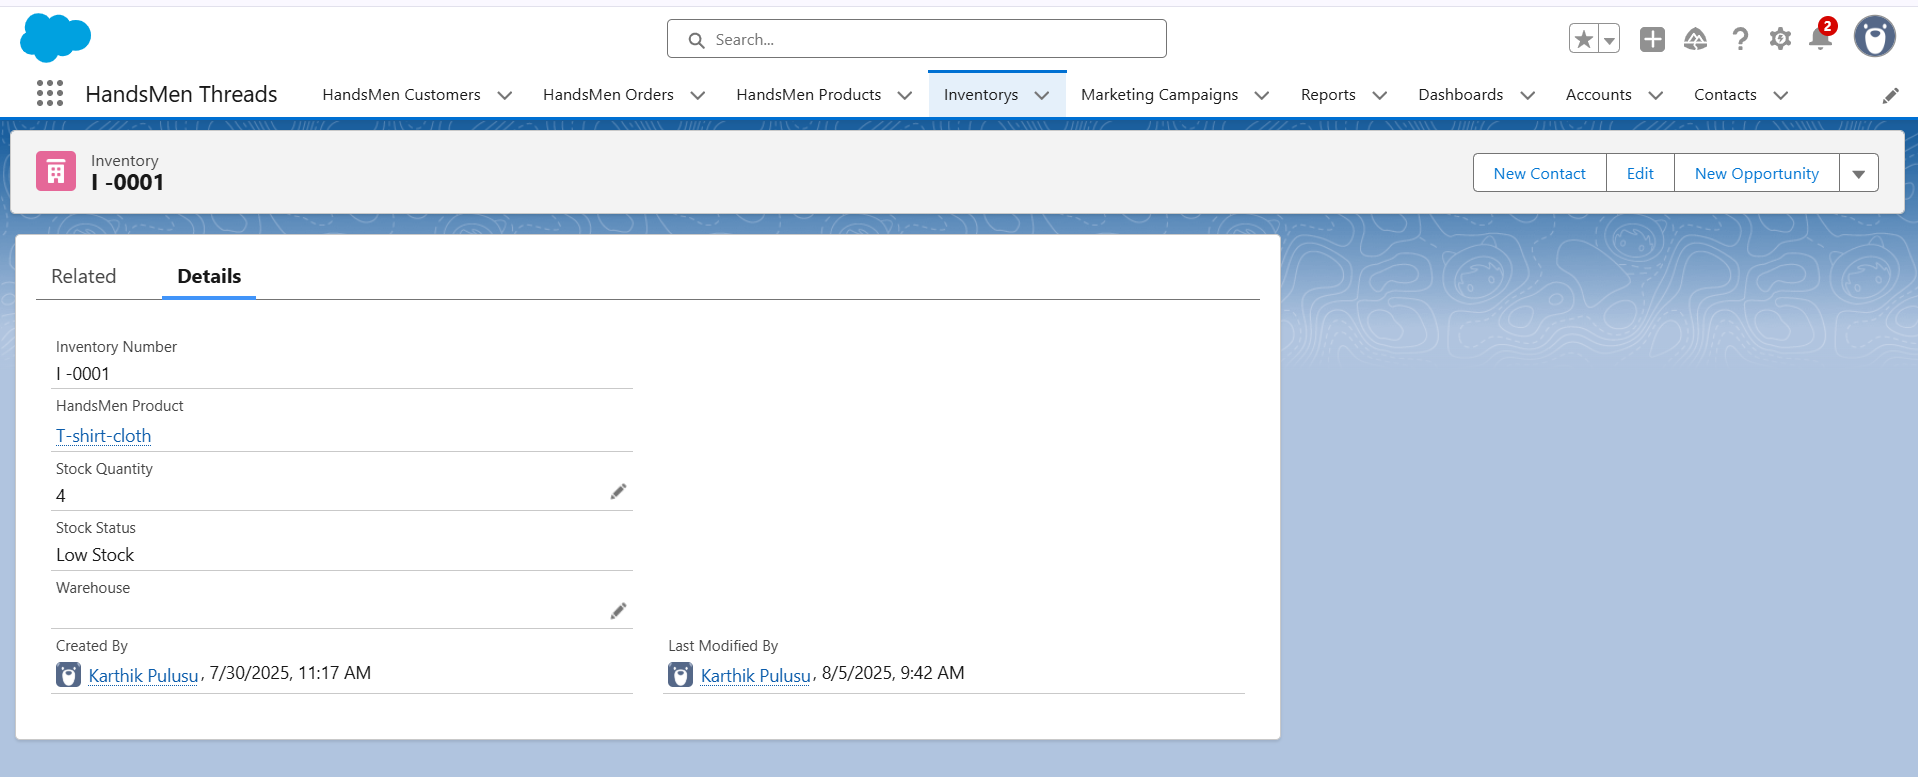 Search...
2
HandsMen Threads
HandsMen Customers
HandsMen Orders
HandsMen Products
Inventorys
Marketing Campaigns
Reports
Dashboards
Accounts
Contacts
Inventory
I -0001
New Contact
Edit
New Opportunity
Related
Details
Inventory Number
I -0001
HandsMen Product
T-shirt-cloth
Stock Quantity
4
Stock Status
Low Stock
Warehouse
Created By
Karthik Pulusu, 7/30/2025, 11:17 AM
Last Modified By
Karthik Pulusu, 8/5/2025, 9:42 AM